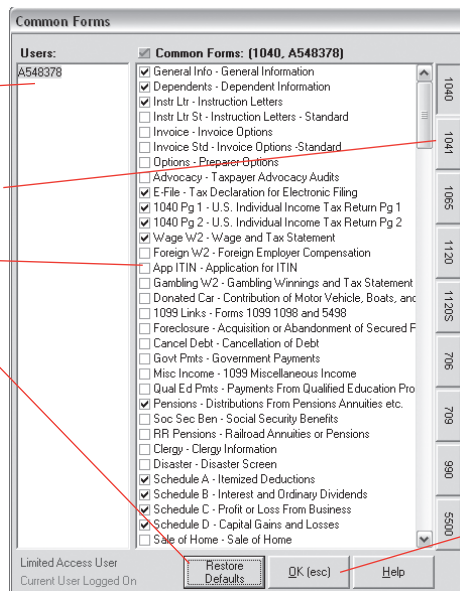 Common Forms
Users:
Common Forms: (1040, A548378)
A548378
General Info - General Information
Dependents - Dependent Information
Instr Ltr - Instruction Letters
Instr Ltr St - Instruction Letters - Standard
Invoice - Invoice Options
Invoice Std - Invoice Options -Standard
Options - Preparer Options
Advocacy - Taxpayer Advocacy Audits
E-File - Tax Declaration for Electronic Filing
1040 Pg 1 - U.S. Individual Income Tax Return Pg 1
1040 Pg 2 - U.S. Individual Income Tax Return Pg 2
Wage W2 - Wage and Tax Statement
Foreign W2 - Foreign Employer Compensation
App ITIN - Application for ITIN
Gambling W2 - Gambling Winnings and Tax Statement
Donated Car - Contribution of Motor Vehicle, Boats, and
1099 Links - Forms 1099 1098 and 5498
Foreclosure - Acquisition or Abandonment of Secured F
Cancel Debt - Cancellation of Debt
Govt Pmts - Government Payments
Misc Income - 1099 Miscellaneous Income
Qual Ed Pmts - Payments From Qualified Education Pro
Pensions - Distributions From Pensions Annuities etc.
Soc Sec Ben - Social Security Benefits
RR Pensions - Railroad Annuities or Pensions
Clergy - Clergy Information
Disaster - Disaster Screen
Schedule A - Itemized Deductions
Schedule B - Interest and Ordinary Dividends
Schedule C - Profit or Loss From Business
Schedule D - Capital Gains and Losses
Sale of Home - Sale of Home
1040
1041
1065
1120
1120S
706
709
990
5500
Limited Access User
Current User Logged On
Restore
Defaults
OK (esc)
Help